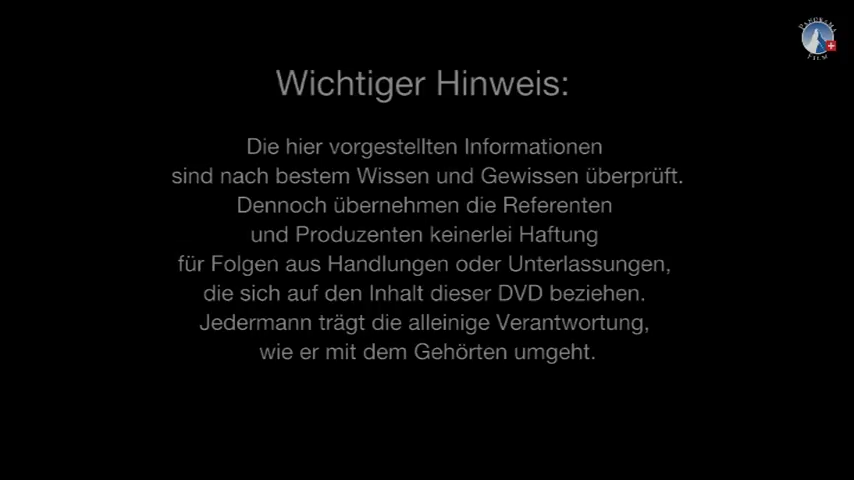 PANORAMA
FILM
Wichtiger Hinweis:
Die hier vorgestellten Informationen
sind nach bestem Wissen und Gewissen überprüft.
Dennoch übernehmen die Referenten
und Produzenten keinerlei Haftung
für Folgen aus Handlungen oder Unterlassungen,
die sich auf den Inhalt dieser DVD beziehen.
Jedermann trägt die alleinige Verantwortung,
wie er mit dem Gehörten umgeht.